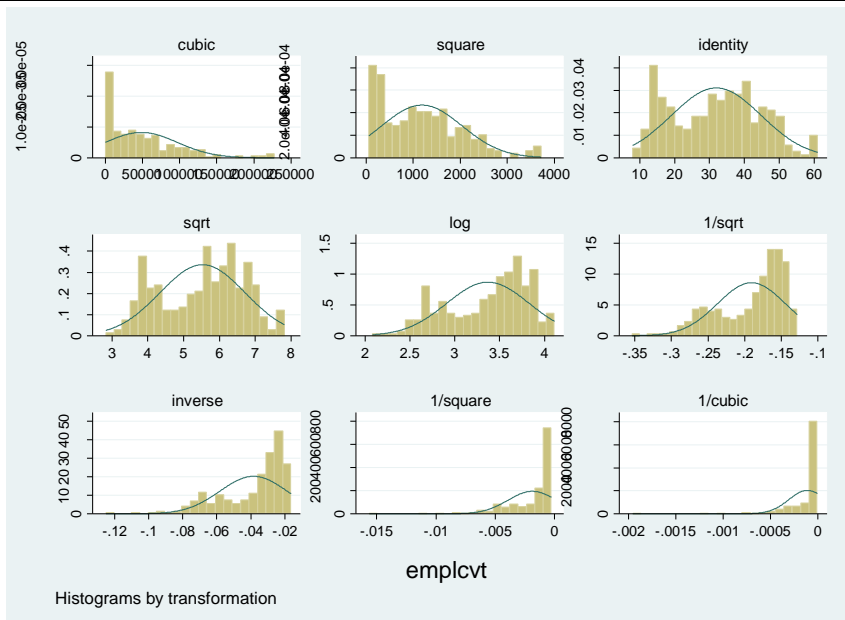 cubic
0
0 50000 100000 150000 200000 250000
square
0
0 1000 2000 3000 4000
identity
0 .01 .02 .03 .04
10 20 30 40 50 60
sqrt
0 .1 .2 .3 .4
3 4 5 6 7 8
log
0 .5 1 1.5
2 2.5 3 3.5 4
1/sqrt
0 5 10 15
-.35 -.3 -.25 -.2 -.15 -.1
inverse
0 10 20 30 40 50
-.12 -.1 -.08 -.06 -.04 -.02
1/square
0 200 400 600 800
-.015 -.01 -.005 0
1/cubic
0
-.002 -.0015 -.001 -.0005 0
emplcvt
Histograms by transformation